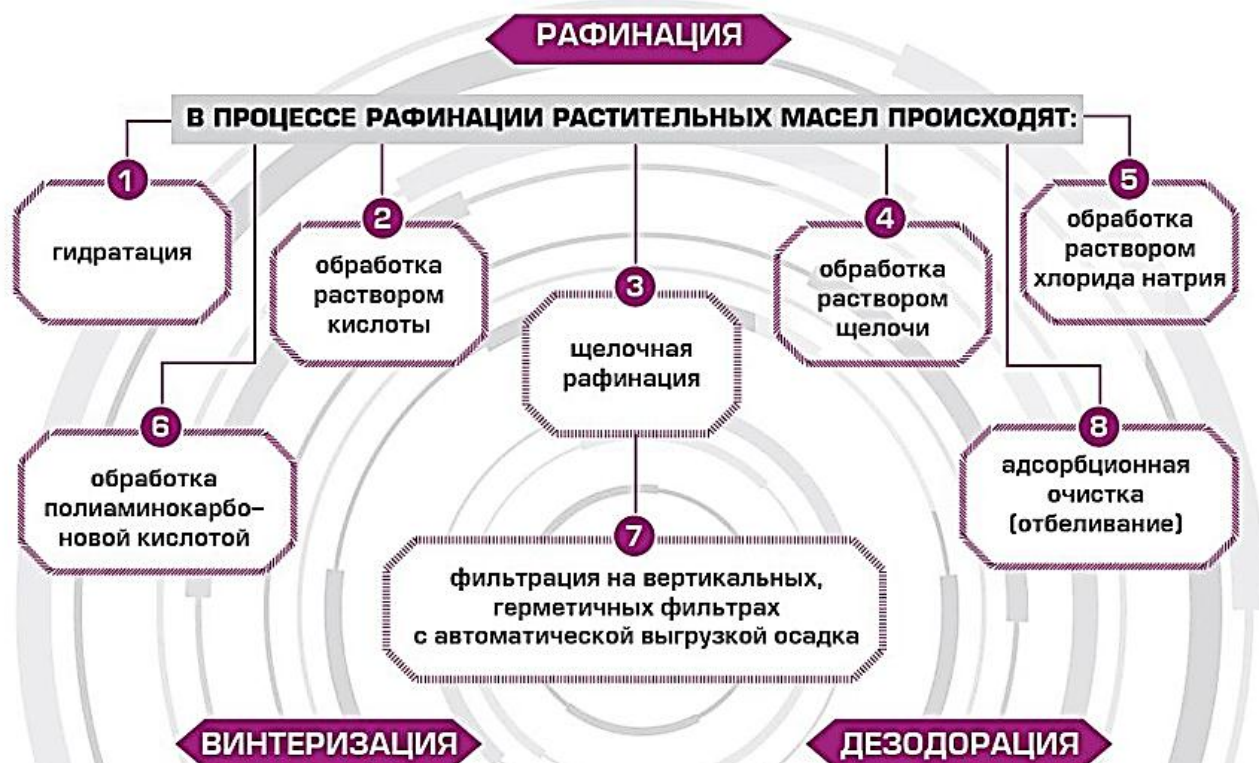 РАФИНАЦИЯ
В ПРОЦЕССЕ РАФИНАЦИИ РАСТИТЕЛЬНЫХ МАСЕЛ ПРОИСХОДЯТ:
1
гидратация
2
обработка
раствором
кислоты
3
щелочная
рафинация
4
обработка
раствором
щелочи
5
обработка
раствором
хлорида натрия
6
обработка
полиаминокарбо–
новой кислотой
7
фильтрация на вертикальных,
герметичных фильтрах
с автоматической выгрузкой осадка
8
адсорбционная
очистка
(отбеливание)
ВИНТЕРИЗАЦИЯ
ДЕЗОДОРАЦИЯ